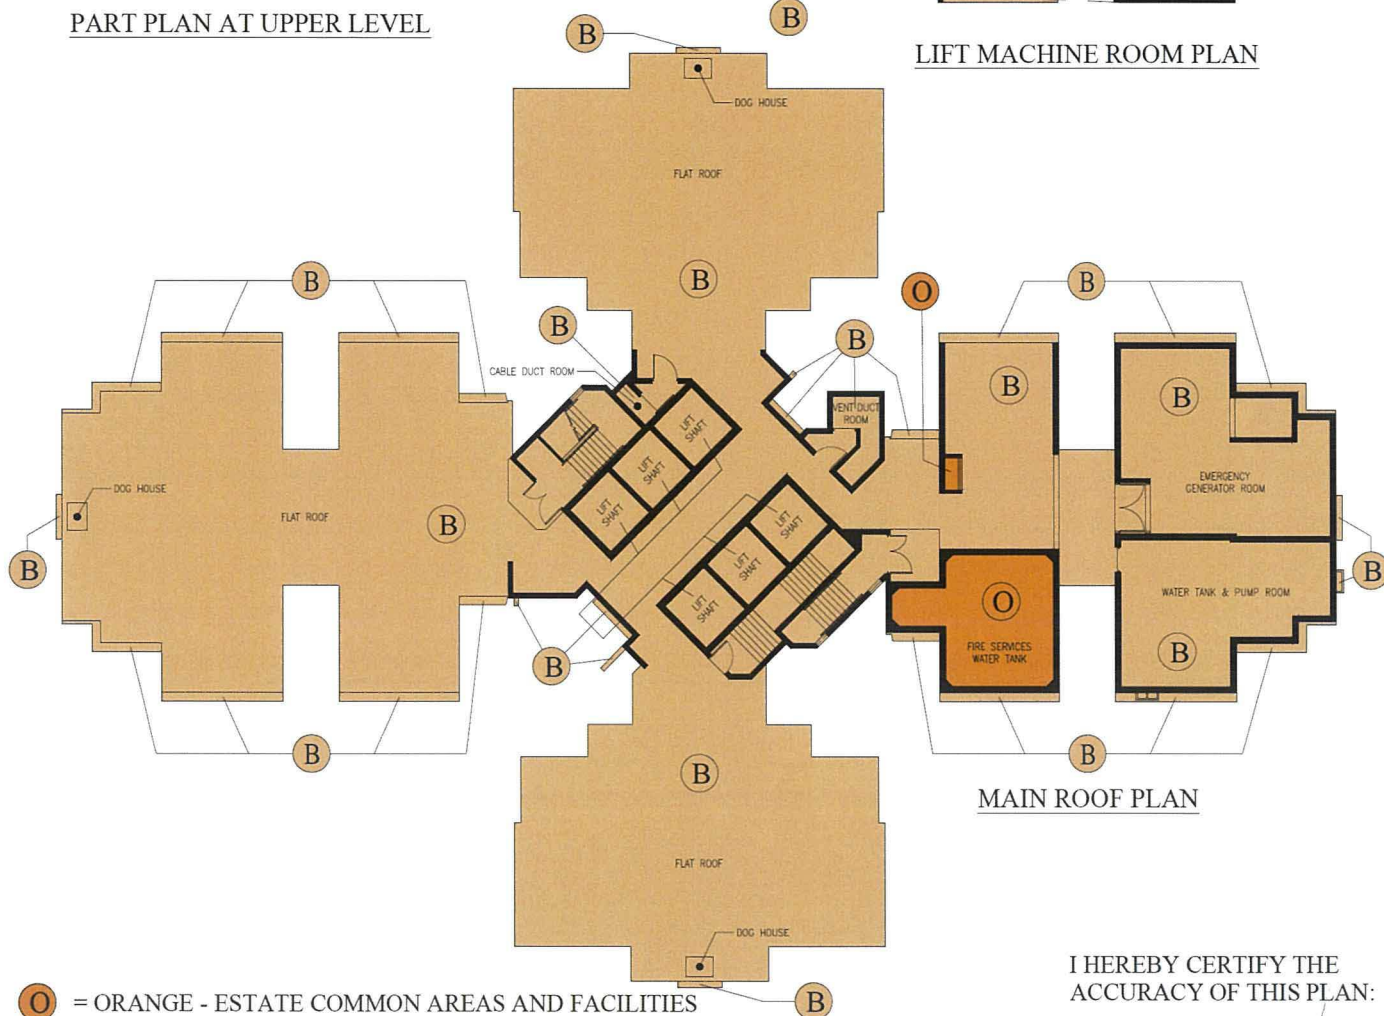 PART PLAN AT UPPER LEVEL
B
B
LIFT MACHINE ROOM PLAN
DOG HOUSE
FLAT ROOF
B
B
B
O
B
B
B
CABLE DUCT ROOM
B
B
VENT DUCT
ROOM
LIFT
SHAFT
LIFT
SHAFT
LIFT
SHAFT
EMERGENCY
GENERATOR ROOM
DOG HOUSE
FLAT ROOF
B
LIFT
SHAFT
LIFT
SHAFT
LIFT
SHAFT
B
B
WATER TANK & PUMP ROOM
O
FIRE SERVICES
WATER TANK
B
B
B
B
B
MAIN ROOF PLAN
FLAT ROOF
DOG HOUSE
B
I HEREBY CERTIFY THE
ACCURACY OF THIS PLAN:
O = ORANGE - ESTATE COMMON AREAS AND FACILITIES